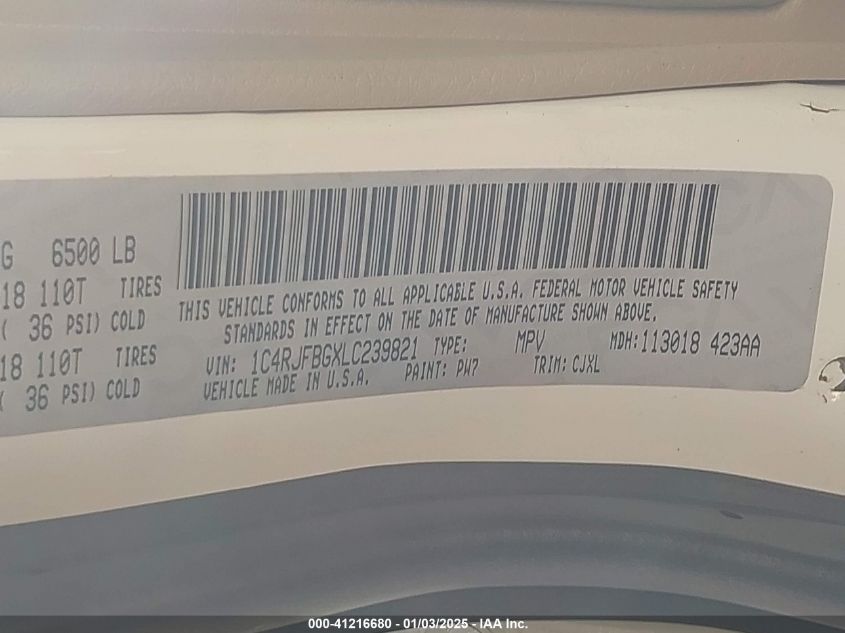 G 6500 LB
18 110T TIRES
( 36 PSI) COLD
18 110T TIRES
( 36 PSI) COLD
THIS VEHICLE CONFORMS TO ALL APPLICABLE U.S.A. FEDERAL MOTOR VEHICLE SAFETY
STANDARDS IN EFFECT ON THE DATE OF MANUFACTURE SHOWN ABOVE.
VIN: 1C4RJFBGXLC239821 TYPE: MPV MDH:113018 423AA
VEHICLE MADE IN U.S.A. PAINT: PW7 TRIM: CJXL
000-41216680 - 01/03/2025 - IAA Inc.